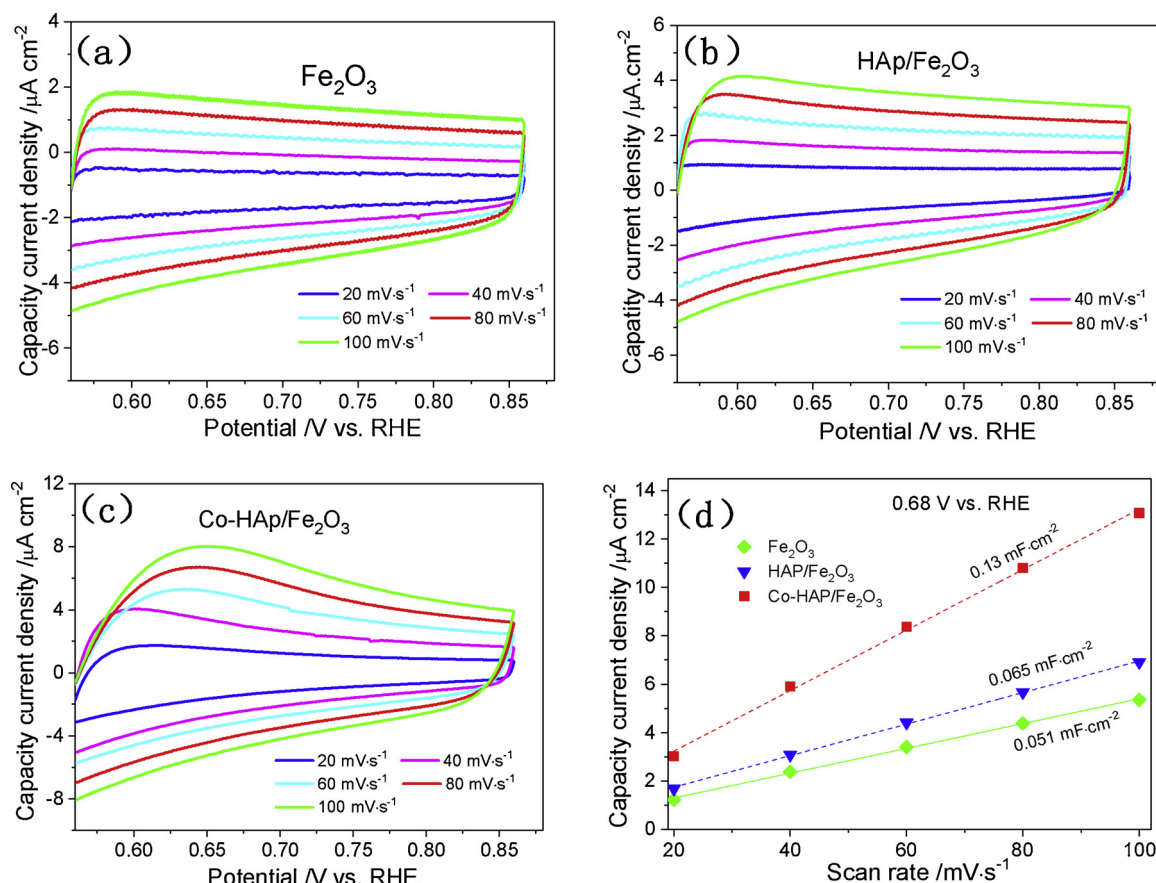 (a)
Fe₂O₃
Capacity current density /μA cm⁻²
4
2
0
-2
-4
-6
20 mV·s⁻¹
40 mV·s⁻¹
60 mV·s⁻¹
80 mV·s⁻¹
100 mV·s⁻¹
0.60 0.65 0.70 0.75 0.80 0.85
Potential /V vs. RHE
(b)
HAp/Fe₂O₃
Capatity current density /μA.cm⁻²
6
4
2
0
-2
-4
-6
20 mV·s⁻¹
40 mV·s⁻¹
60 mV·s⁻¹
80 mV·s⁻¹
100 mV·s⁻¹
0.60 0.65 0.70 0.75 0.80 0.85
Potential /V vs. RHE
(c)
Co-HAp/Fe₂O₃
Capacity current density /μA cm⁻²
12
8
4
0
-4
-8
20 mV·s⁻¹
40 mV·s⁻¹
60 mV·s⁻¹
80 mV·s⁻¹
100 mV·s⁻¹
0.60 0.65 0.70 0.75 0.80 0.85
Potential /V vs. RHE
(d)
0.68 V vs. RHE
Fe₂O₃
HAP/Fe₂O₃
Co-HAP/Fe₂O₃
0.13 mF·cm⁻²
0.065 mF·cm⁻²
0.051 mF·cm⁻²
Capacity current density /μA cm⁻²
14
12
10
8
6
4
2
0
20 40 60 80 100
Scan rate /mV·s⁻¹